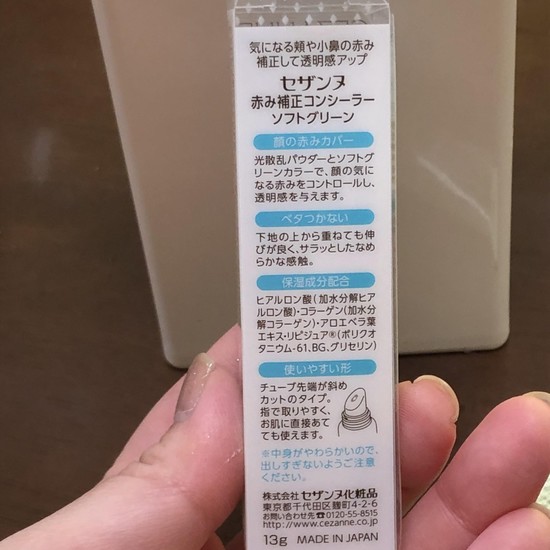 気になる頬や小鼻の赤み
補正して透明感アップ
セザンヌ
赤み補正コンシーラー
ソフトグリーン
顔の赤みカバー
光散乱パウダーとソフトグ
リーンカラーで、顔の気に
なる赤みをコントロールし、
透明感を与えます。
ベタつかない
下地の上から重ねても伸
びが良く、サラッとしたなめ
らかな感触。
保湿成分配合
ヒアルロン酸(加水分解ヒア
ルロン酸)・コラーゲン(加水分
解コラーゲン)・アロエベラ葉
エキス・リピジュア®(ポリクオ
タニウム-61、BG、グリセリン)
使いやすい形
チューブ先端が斜め
カットのタイプ。
指で取りやすく、
お肌に直接あて
ても使えます。
※中身がやわらかいので、
出しすぎないようご注意
ください。
株式会社 セザンヌ化粧品
東京都千代田区麹町4-2-6
お問い合わせ先☎0120-55-8515
http://www.cezanne.co.jp
13g MADE IN JAPAN